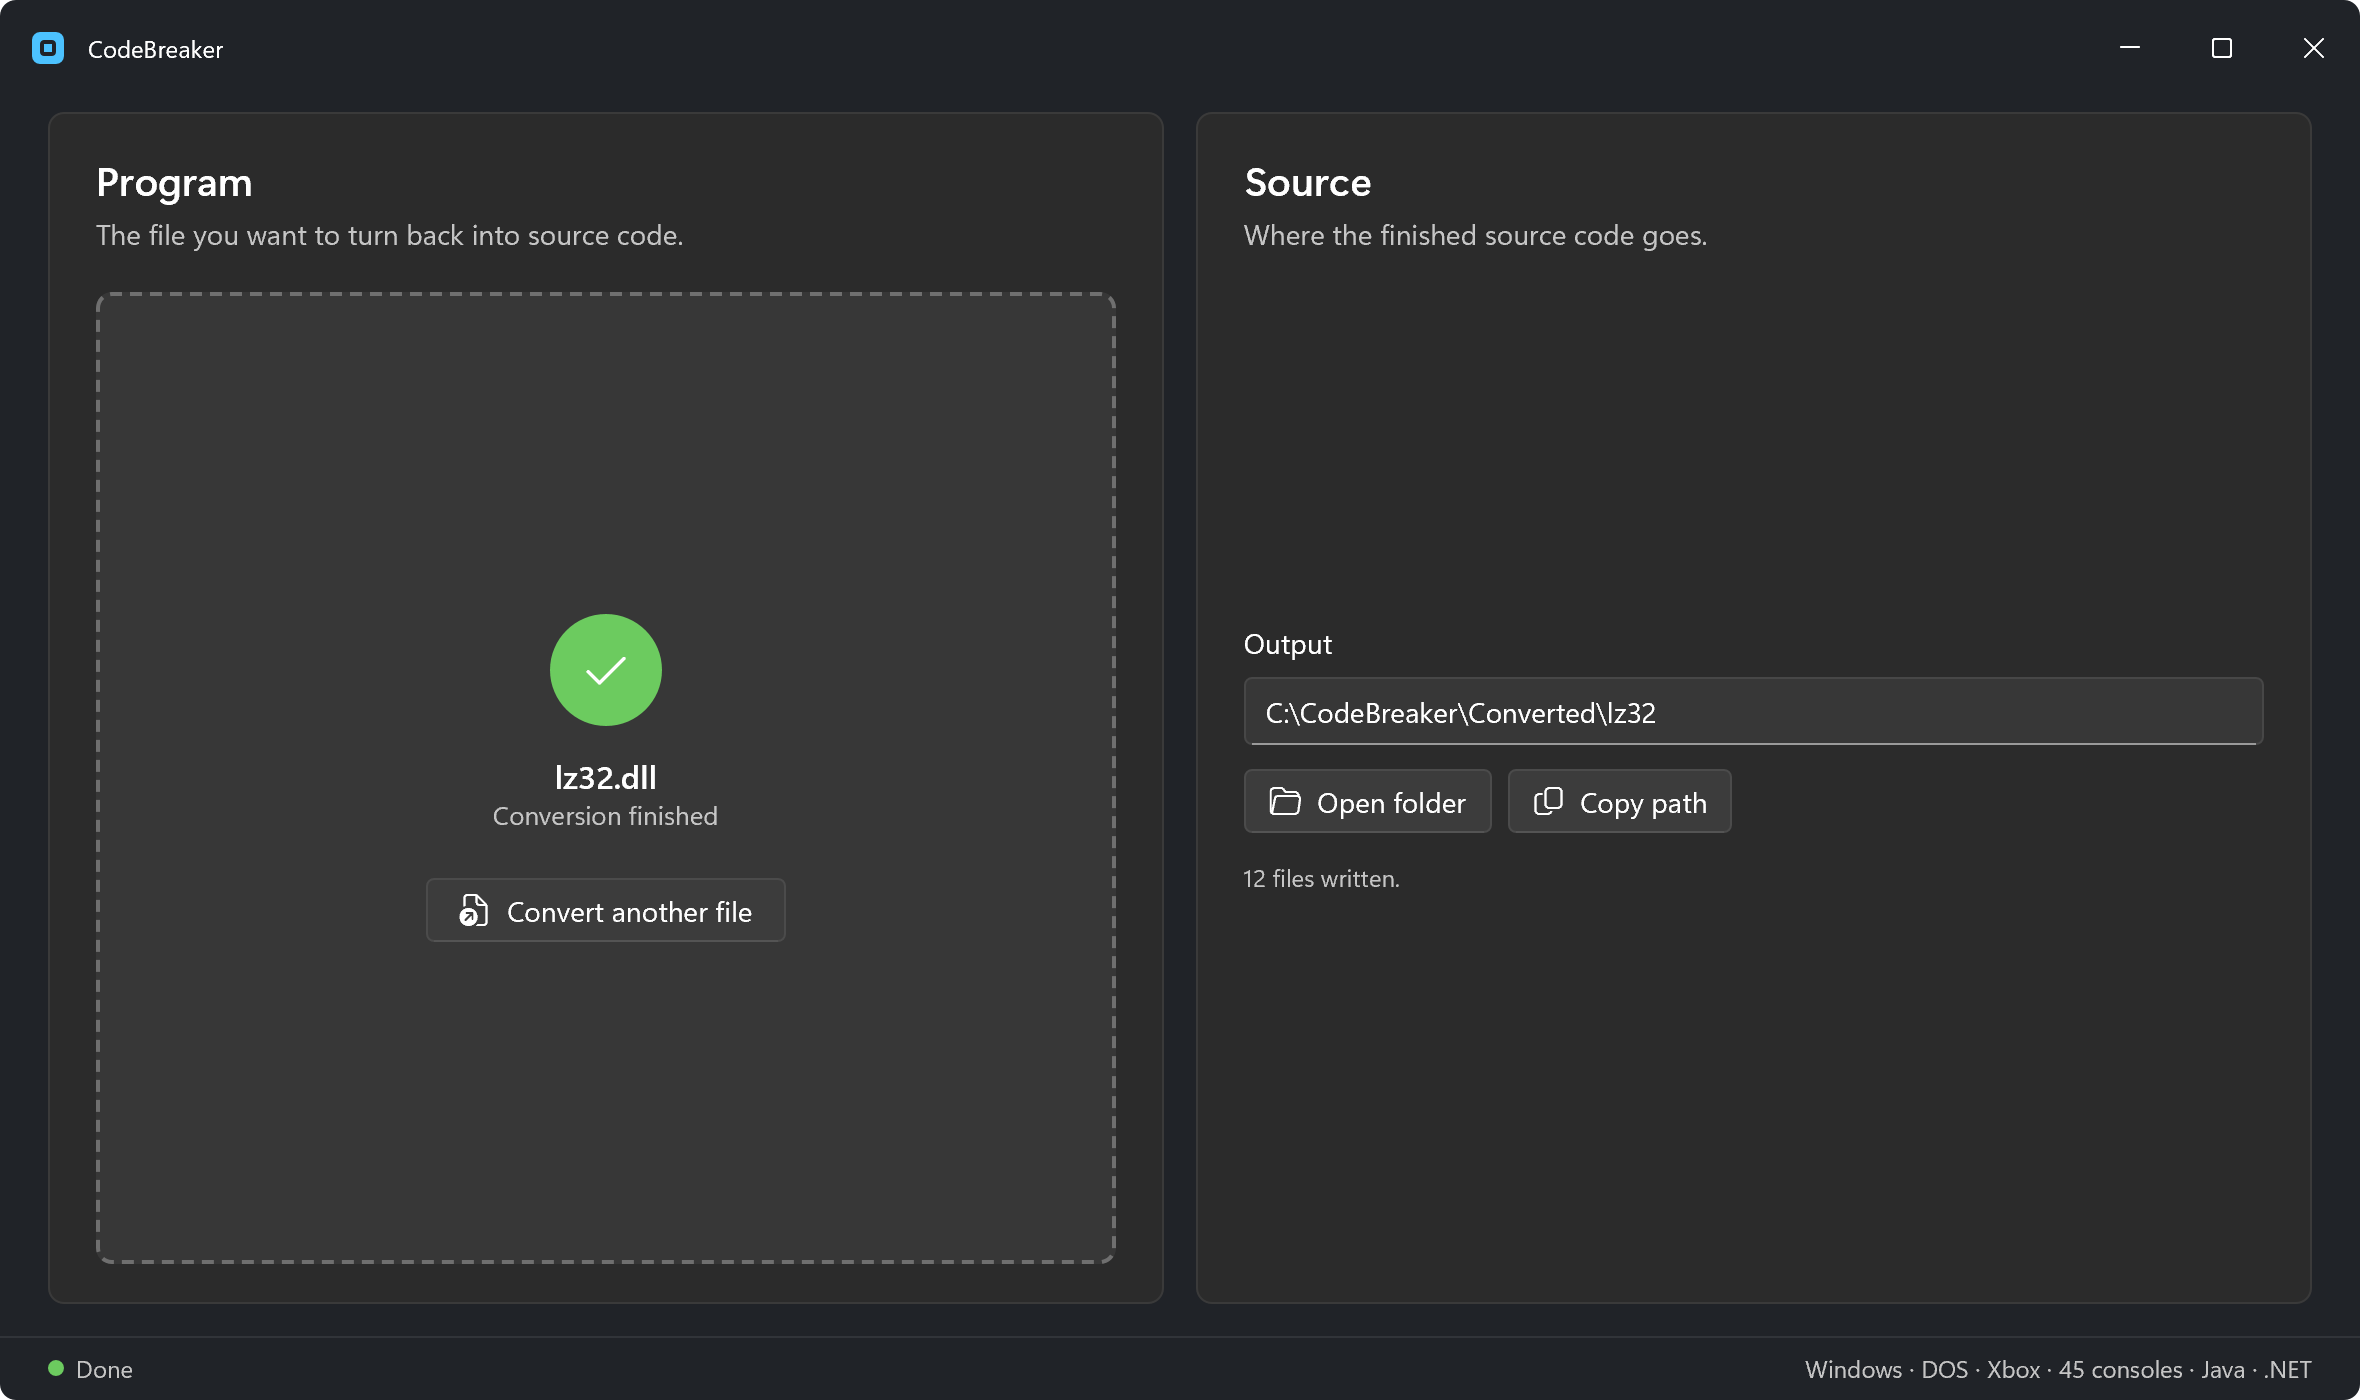 CodeBreaker
Program
The file you want to turn back into source code.
lz32.dll
Conversion finished
Convert another file
Source
Where the finished source code goes.
Output
C:\CodeBreaker\Converted\lz32
Open folder
Copy path
12 files written.
Done
Windows · DOS · Xbox · 45 consoles · Java · .NET